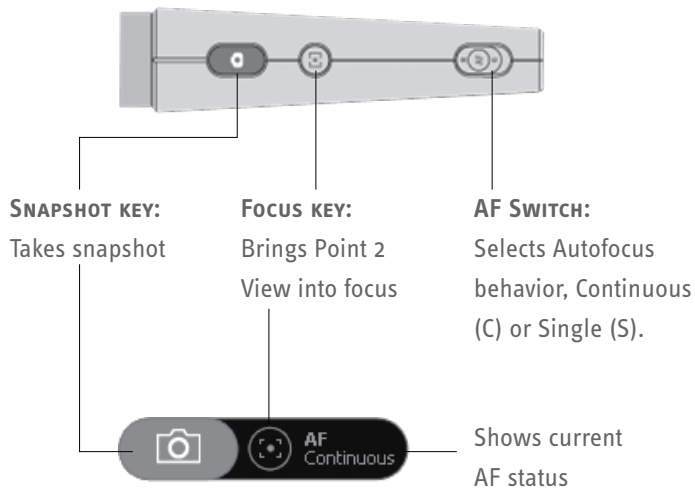 SNAPSHOT KEY:
Takes snapshot
FOCUS KEY:
Brings Point 2
View into focus
AF SWITCH:
Selects Autofocus
behavior, Continuous
(C) or Single (S).
AF
Continuous
Shows current
AF status